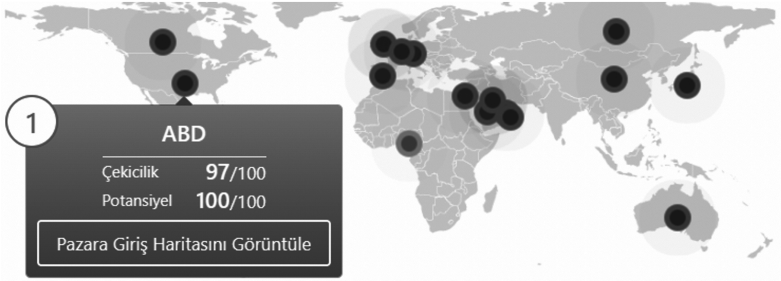 1
ABD
Çekicilik 97/100
Potansiyel 100/100
Pazara Giriş Haritasını Görüntüle